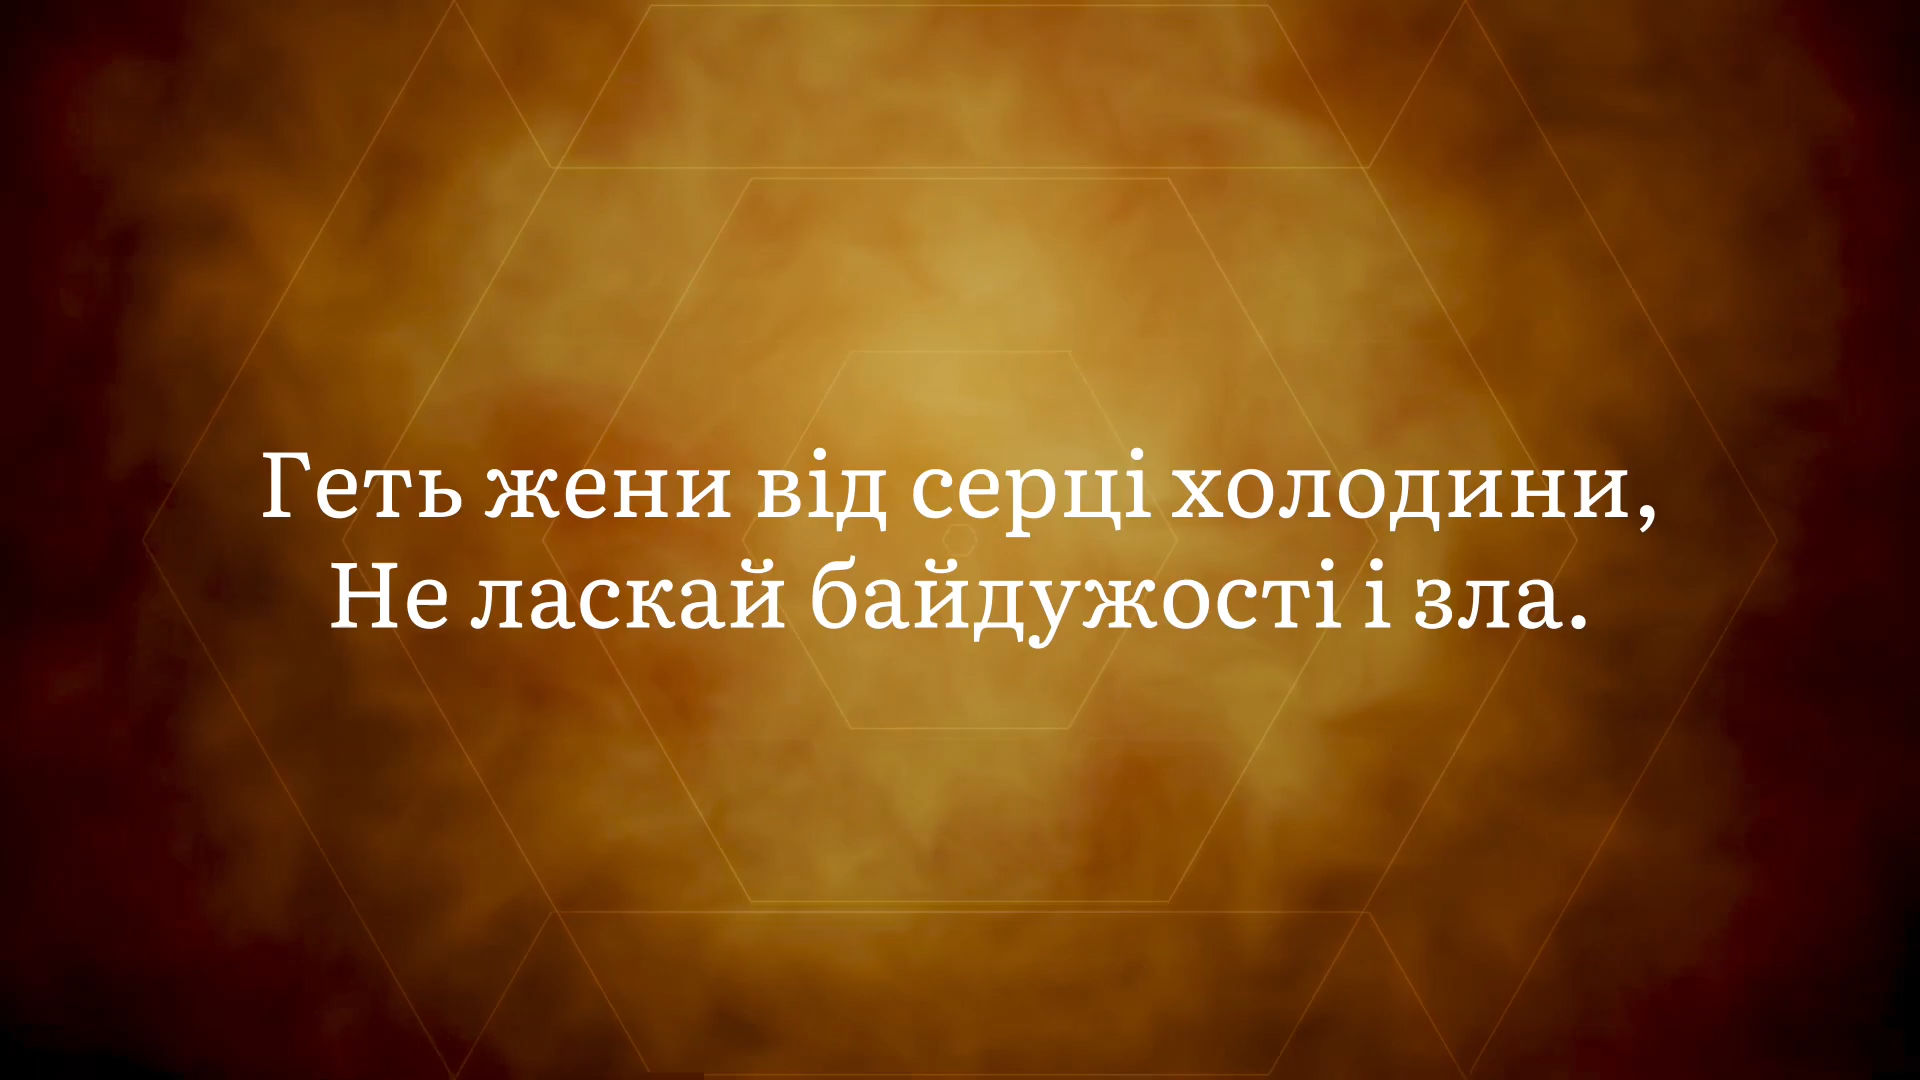 Геть жени від серці холодини,
Не ласкай байдужості і зла.